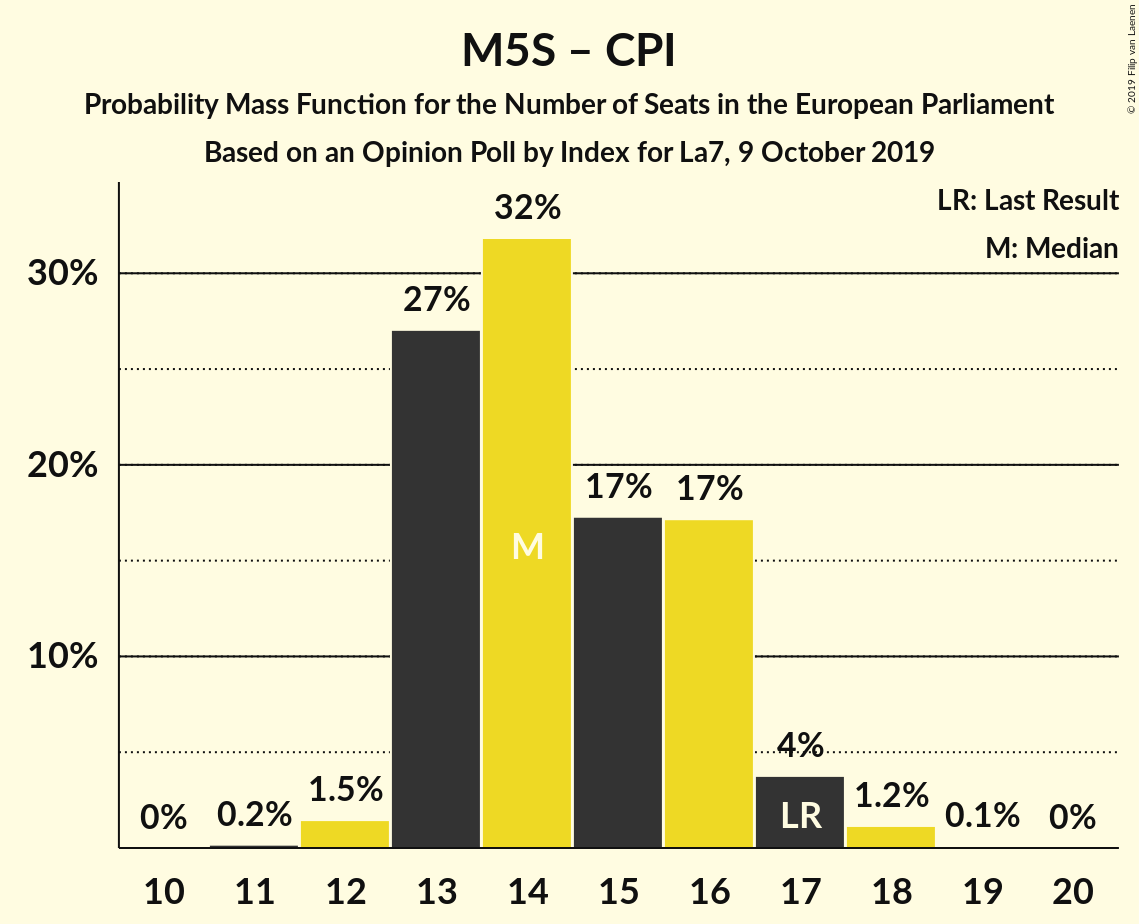 M5S – CPI
Probability Mass Function for the Number of Seats in the European Parliament
Based on an Opinion Poll by Index for La7, 9 October 2019
© 2019 Filip van Laenen
LR: Last Result
M: Median
30%
20%
10%
0%
0.2%
1.5%
27%
32%
17%
17%
4%
1.2%
0.1%
0%
M
LR
10 11 12 13 14 15 16 17 18 19 20